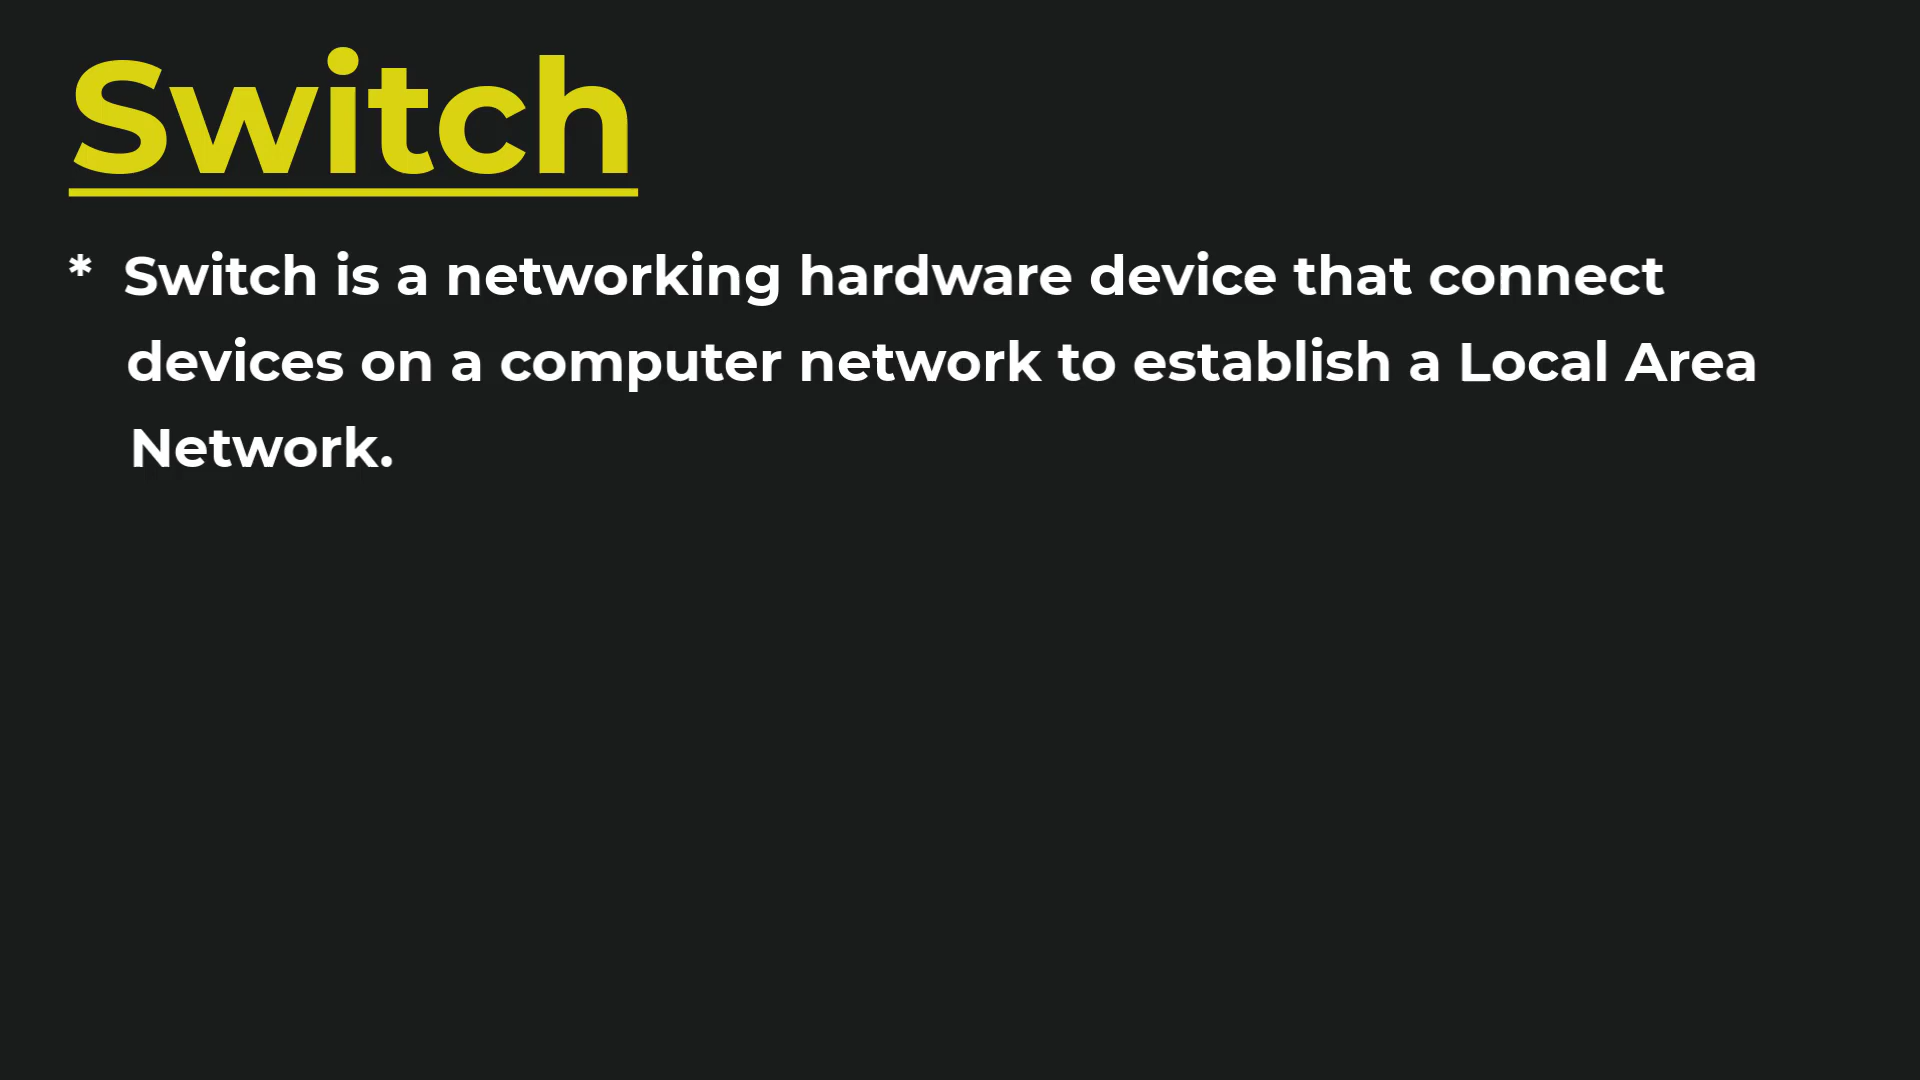 Switch
* Switch is a networking hardware device that connect
devices on a computer network to establish a Local Area
Network.